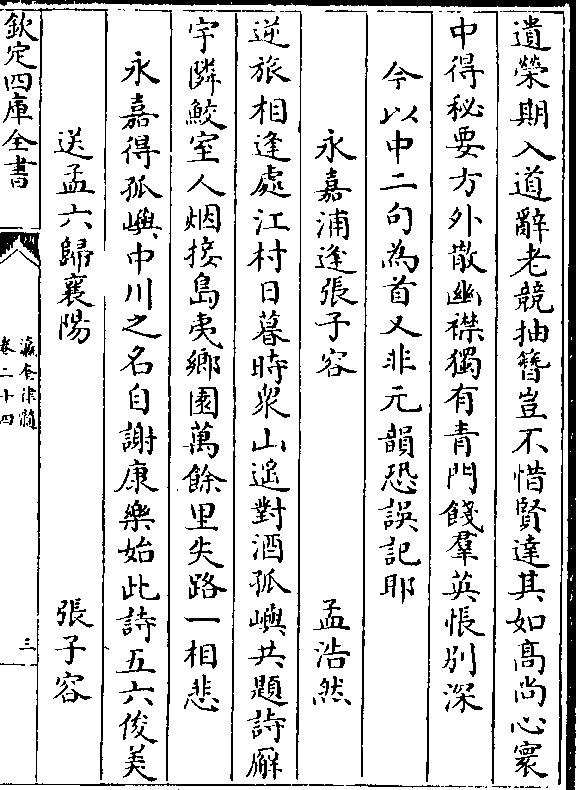 遺榮期入道辭老競抽簪豈不惜賢達其如髙尚心寰
中得秘要方外散幽襟獨有青門餞羣英悵別深
今以中二句為首又非元韻恐誤記耶
永嘉浦逢張子容 孟浩然
逆旅相逢處江村日暮時衆山遙對酒孤嶼共題詩廨
宇隣鮫室人烟接島夷鄉園萬餘里失路一相悲
永嘉得孤嶼中川之名自謝康樂始此詩五六俊美
送孟六歸襄陽 張子容
欽定四庫全書
瀛奎律髓
卷二十四
三